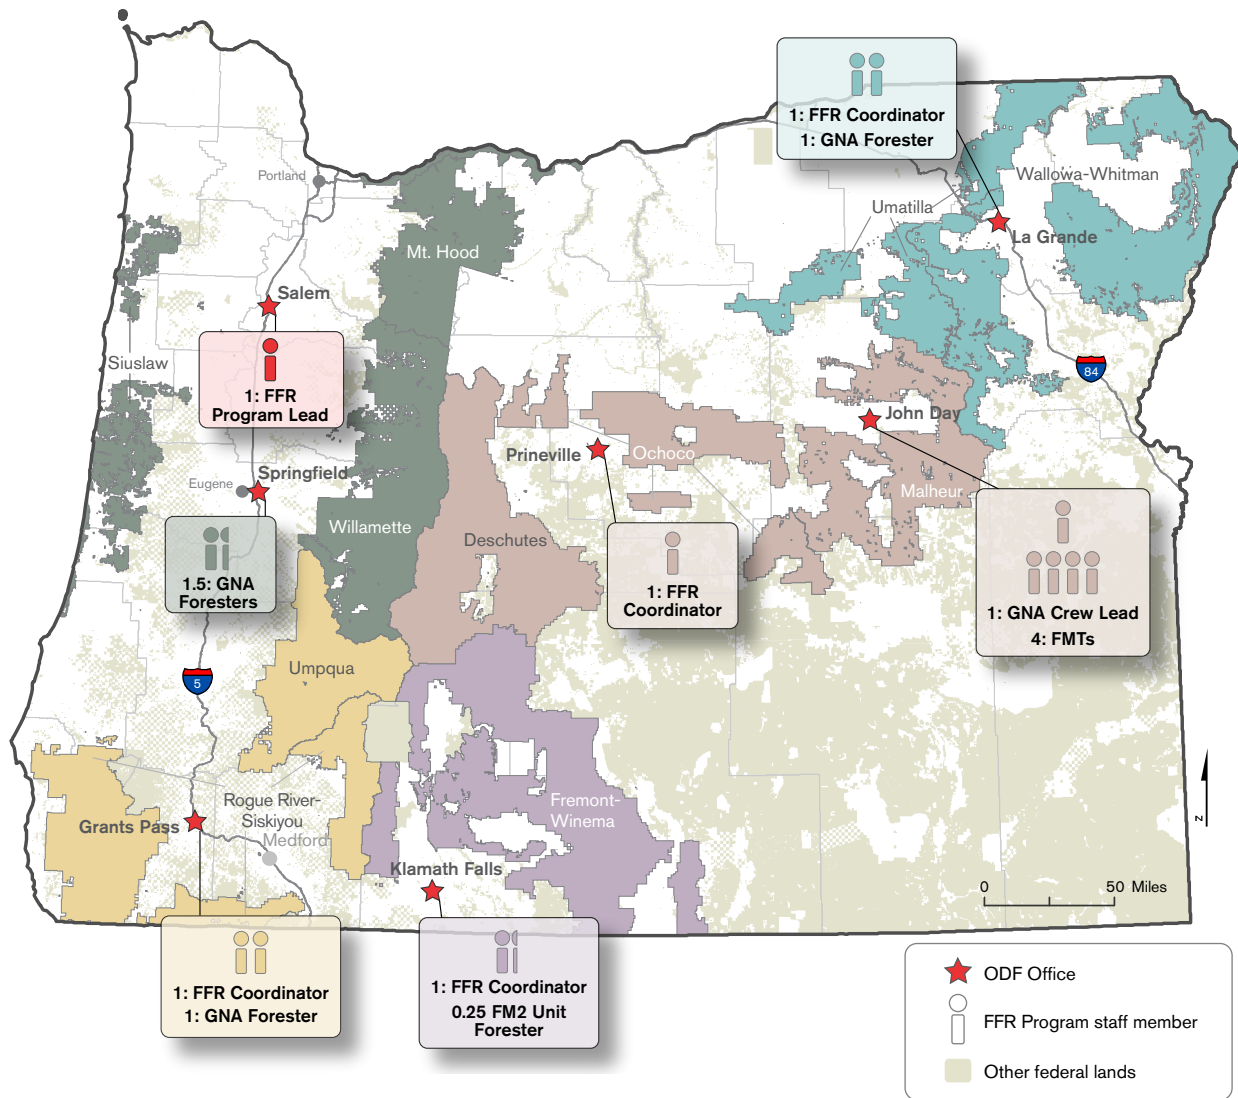 1: FFR Coordinator
1: GNA Forester
Portland
Wallowa-Whitman
Umatilla
Mt. Hood
La Grande
Salem
Siuslaw
1: FFR
Program Lead
84
John Day
Prineville
Ochoco
Springfield
Eugene
Malheur
Willamette
Deschutes
1.5: GNA
Foresters
1: FFR
Coordinator
1: GNA Crew Lead
4: FMTs
Umpqua
5
Rogue River-
Siskiyou
Medford
Grants Pass
Fremont-
Winema
Klamath Falls
N
0 50 Miles
1: FFR Coordinator
1: GNA Forester
1: FFR Coordinator
0.25 FM2 Unit
Forester
ODF Office
FFR Program staff member
Other federal lands